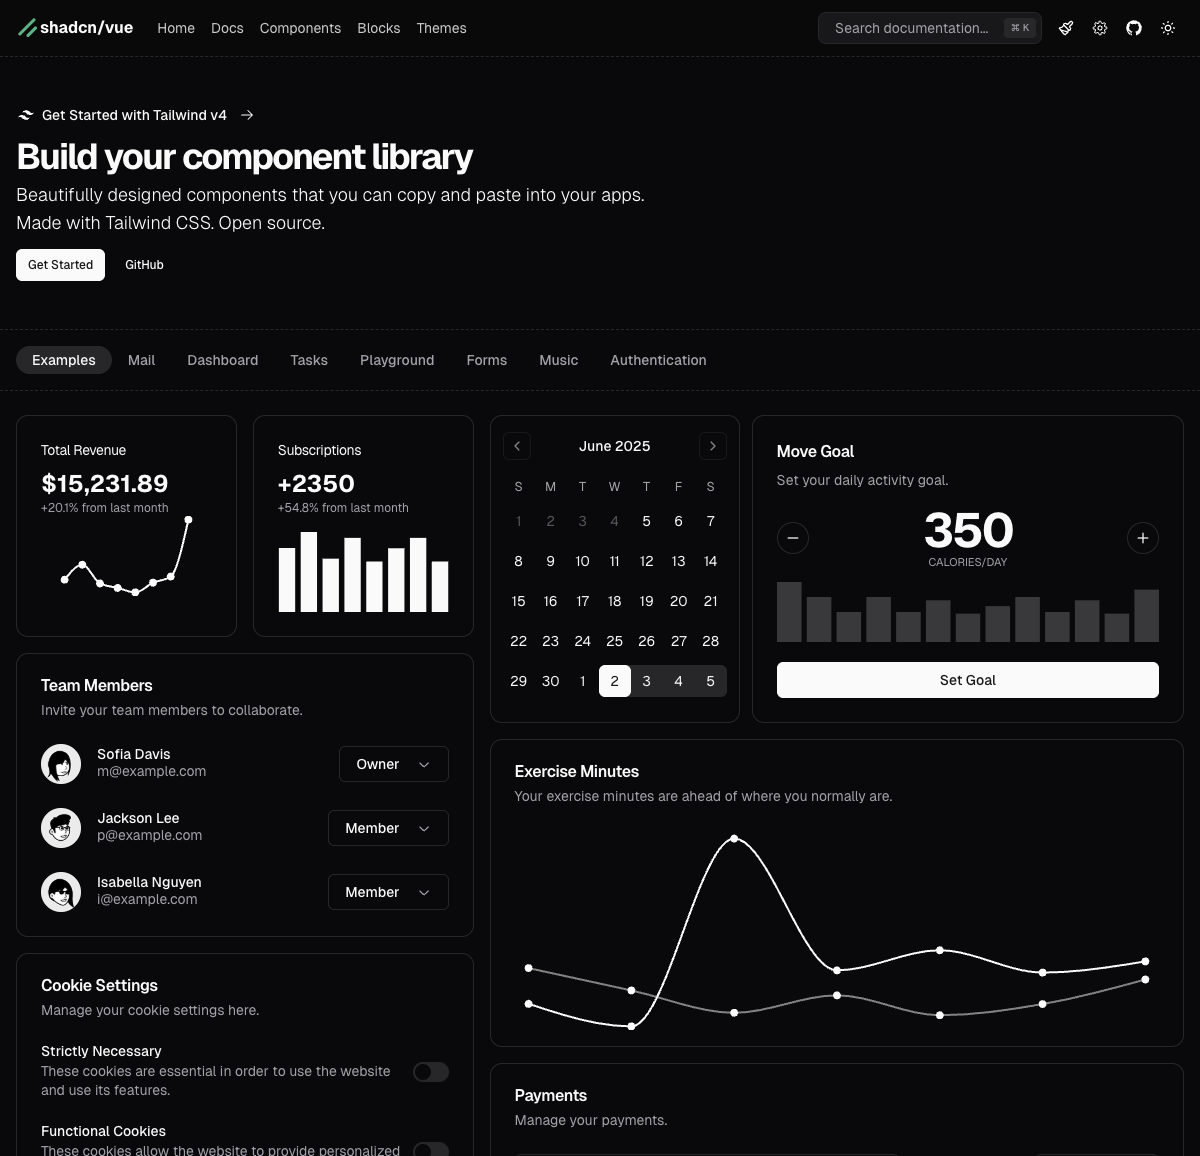 shadcn/vue Home Docs Components Blocks Themes Search documentation... ⌘ K
Get Started with Tailwind v4 →
Build your component library
Beautifully designed components that you can copy and paste into your apps.
Made with Tailwind CSS. Open source.
Get Started GitHub
Examples Mail Dashboard Tasks Playground Forms Music Authentication
Total Revenue
$15,231.89
+20.1% from last month
Subscriptions
+2350
+54.8% from last month
Team Members
Invite your team members to collaborate.
Sofia Davis
m@example.com
Owner
Jackson Lee
p@example.com
Member
Isabella Nguyen
i@example.com
Member
Cookie Settings
Manage your cookie settings here.
Strictly Necessary
These cookies are essential in order to use the website
and use its features.
Functional Cookies
These cookies allow the website to provide personalized
June 2025
S M T W T F S
1 2 3 4 5 6 7
8 9 10 11 12 13 14
15 16 17 18 19 20 21
22 23 24 25 26 27 28
29 30 1 2 3 4 5
Move Goal
Set your daily activity goal.
350
CALORIES/DAY
Set Goal
Exercise Minutes
Your exercise minutes are ahead of where you normally are.
Payments
Manage your payments.